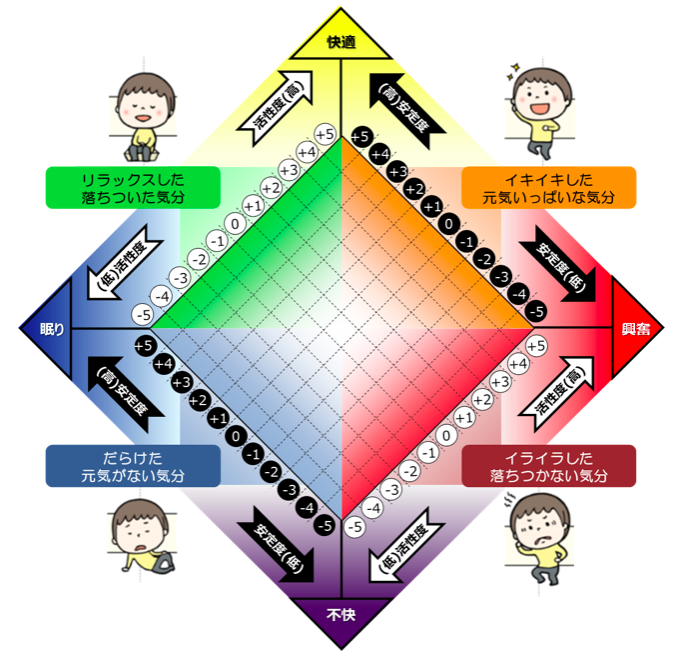 快適
活性度(高)
(高)安定度
+5
+4
+3
+2
+1
0
-1
-2
-3
-4
-5
+5
+4
+3
+2
+1
0
-1
-2
-3
-4
-5
リラックスした
落ちついた気分
イキイキした
元気いっぱいな気分
(低)活性度
安定度(低)
眠り
興奮
(高)安定度
活性度(高)
+5
+4
+3
+2
+1
0
-1
-2
-3
-4
-5
+5
+4
+3
+2
+1
0
-1
-2
-3
-4
-5
だらけた
元気がない気分
イライラした
落ちつかない気分
安定度(低)
(低)活性度
不快